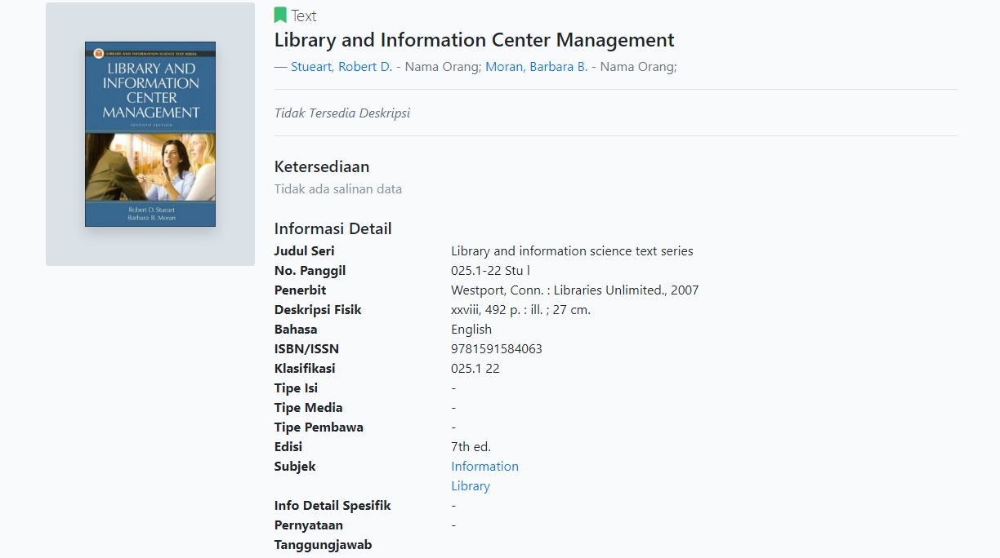 LIBRARY AND INFORMATION SCIENCE TEXT SERIES
LIBRARY AND
INFORMATION
CENTER
MANAGEMENT
SEVENTH EDITION
Robert D. Stueart
Barbara B. Moran
Text
Library and Information Center Management
— Stueart, Robert D. - Nama Orang; Moran, Barbara B. - Nama Orang;
Tidak Tersedia Deskripsi
Ketersediaan
Tidak ada salinan data
Informasi Detail
Judul Seri Library and information science text series
No. Panggil 025.1-22 Stu l
Penerbit Westport, Conn. : Libraries Unlimited., 2007
Deskripsi Fisik xxviii, 492 p. : ill. ; 27 cm.
Bahasa English
ISBN/ISSN 9781591584063
Klasifikasi 025.1 22
Tipe Isi -
Tipe Media -
Tipe Pembawa -
Edisi 7th ed.
Subjek Information
Library
Info Detail Spesifik -
Pernyataan -
Tanggungjawab